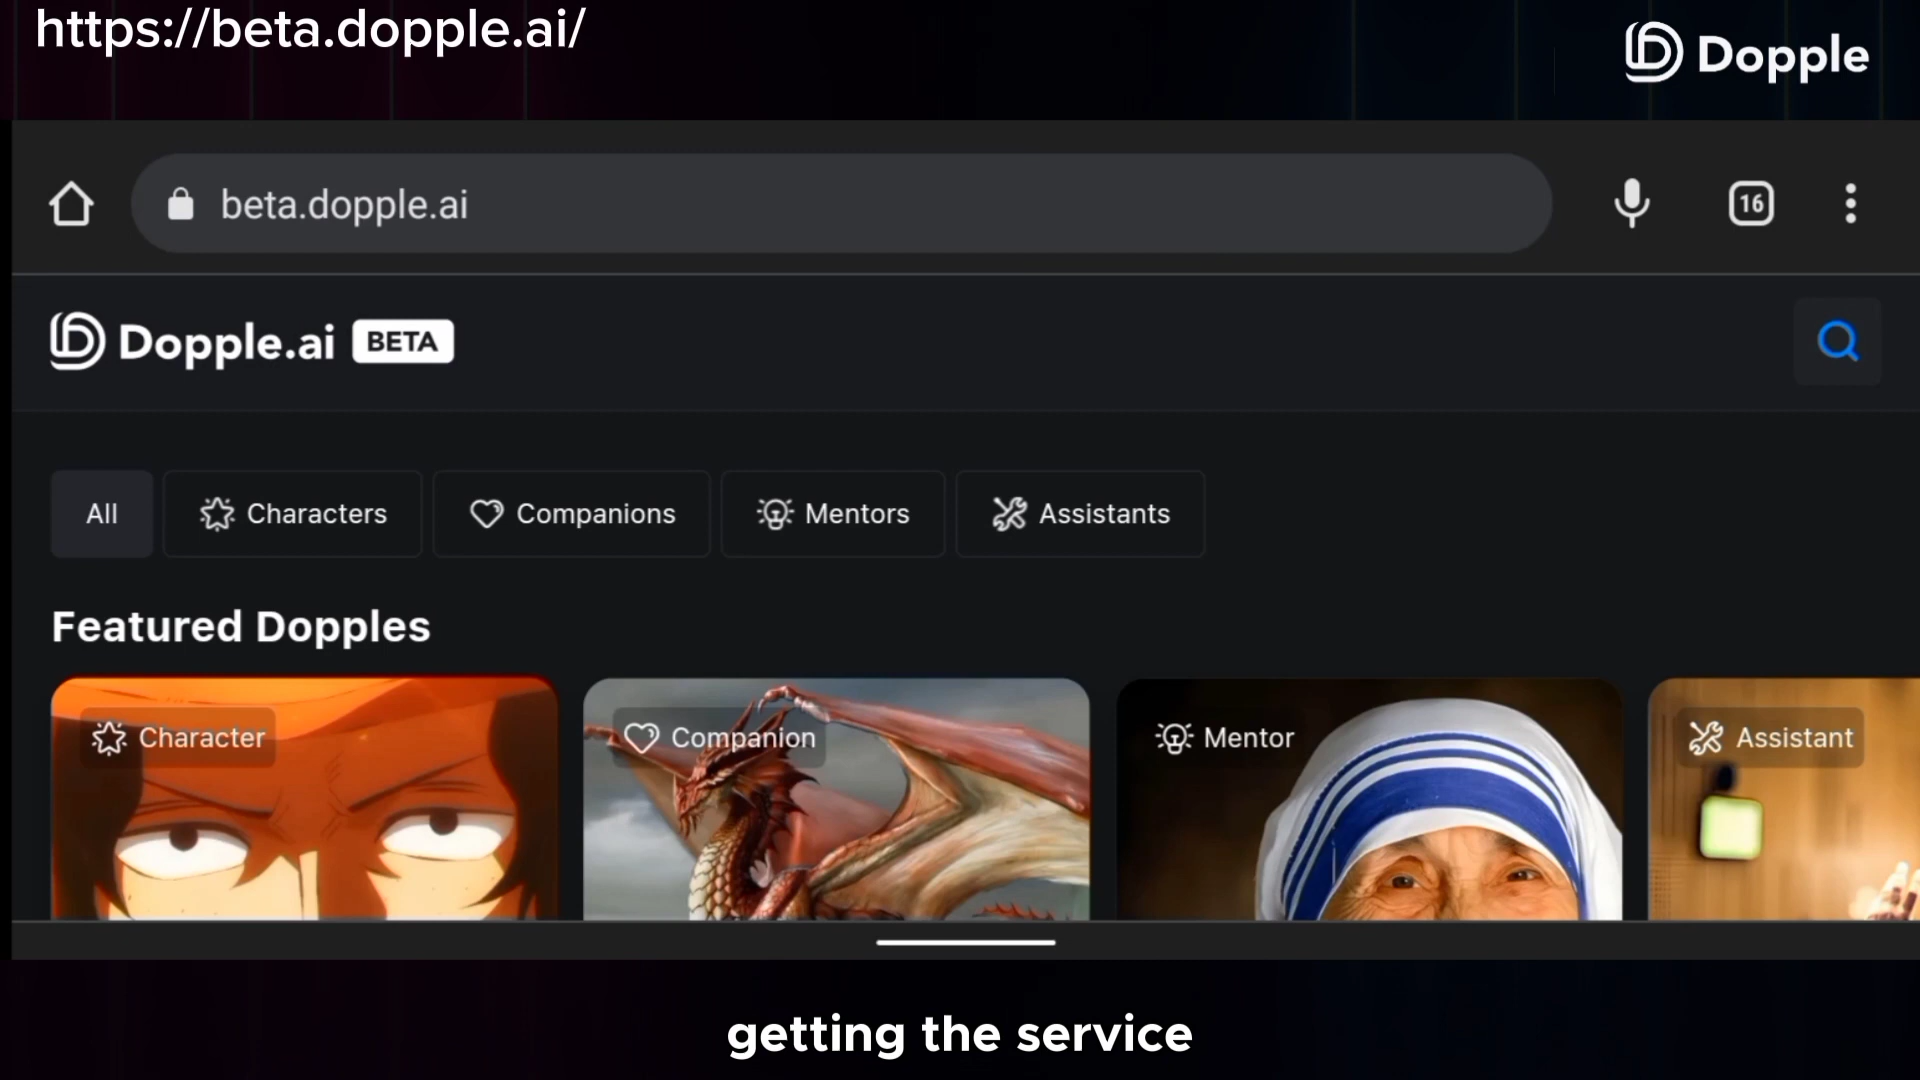 https://beta.dopple.ai/
Dopple
beta.dopple.ai
16
Dopple.ai BETA
All
Characters
Companions
Mentors
Assistants
Featured Dopples
Character
Companion
Mentor
Assistant
getting the service